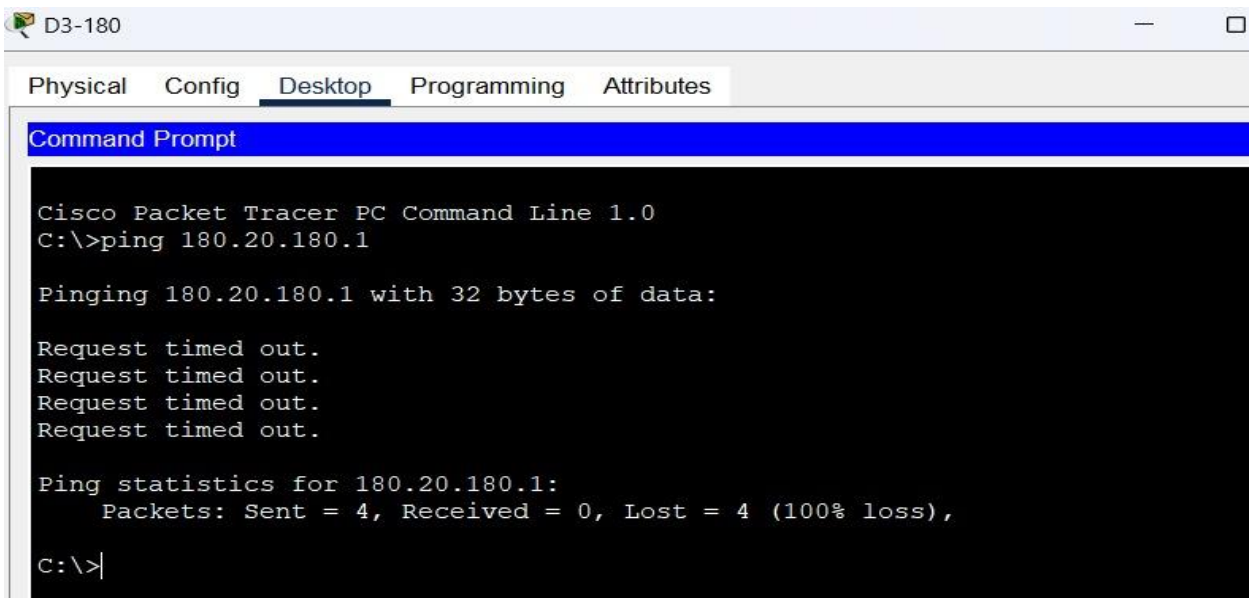 D3-180
Physical Config Desktop Programming Attributes
Command Prompt
Cisco Packet Tracer PC Command Line 1.0
C:\>ping 180.20.180.1
Pinging 180.20.180.1 with 32 bytes of data:
Request timed out.
Request timed out.
Request timed out.
Request timed out.
Ping statistics for 180.20.180.1:
    Packets: Sent = 4, Received = 0, Lost = 4 (100% loss),
C:\>